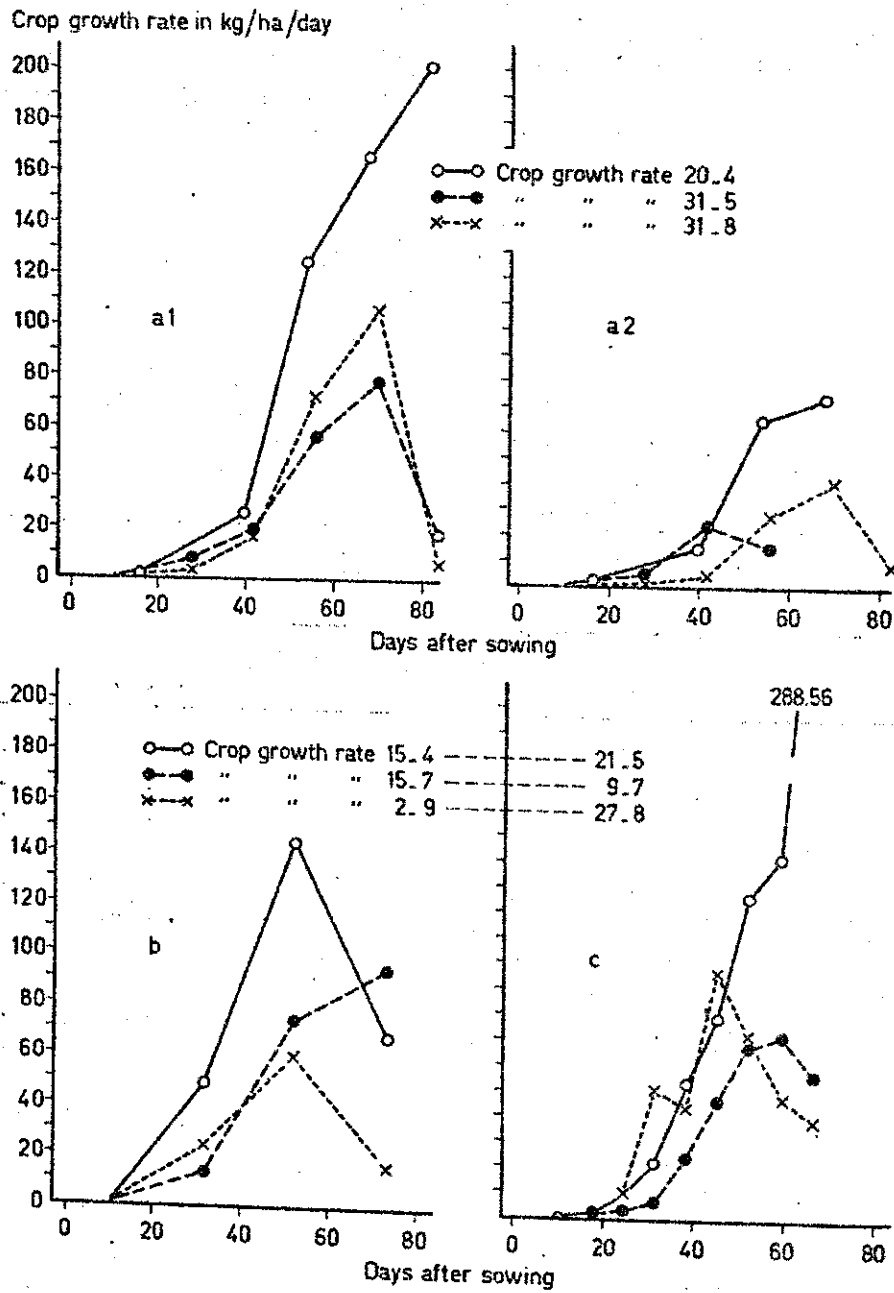 Crop growth rate in kg/ha/day
200
180
160
140
120
100
80
60
40
20
0
Crop growth rate 20_4
" " " 31_5
" " " 31_8
a1
a2
0 20 40 60 80
0 20 40 60 80
Days after sowing
200
180
160
140
120
100
80
60
40
20
0
288.56
Crop growth rate 15_4 21_5
" " " 15_7 9_7
" " " 2_9 27_8
b
c
0 20 40 60 80
0 20 40 60 80
Days after sowing